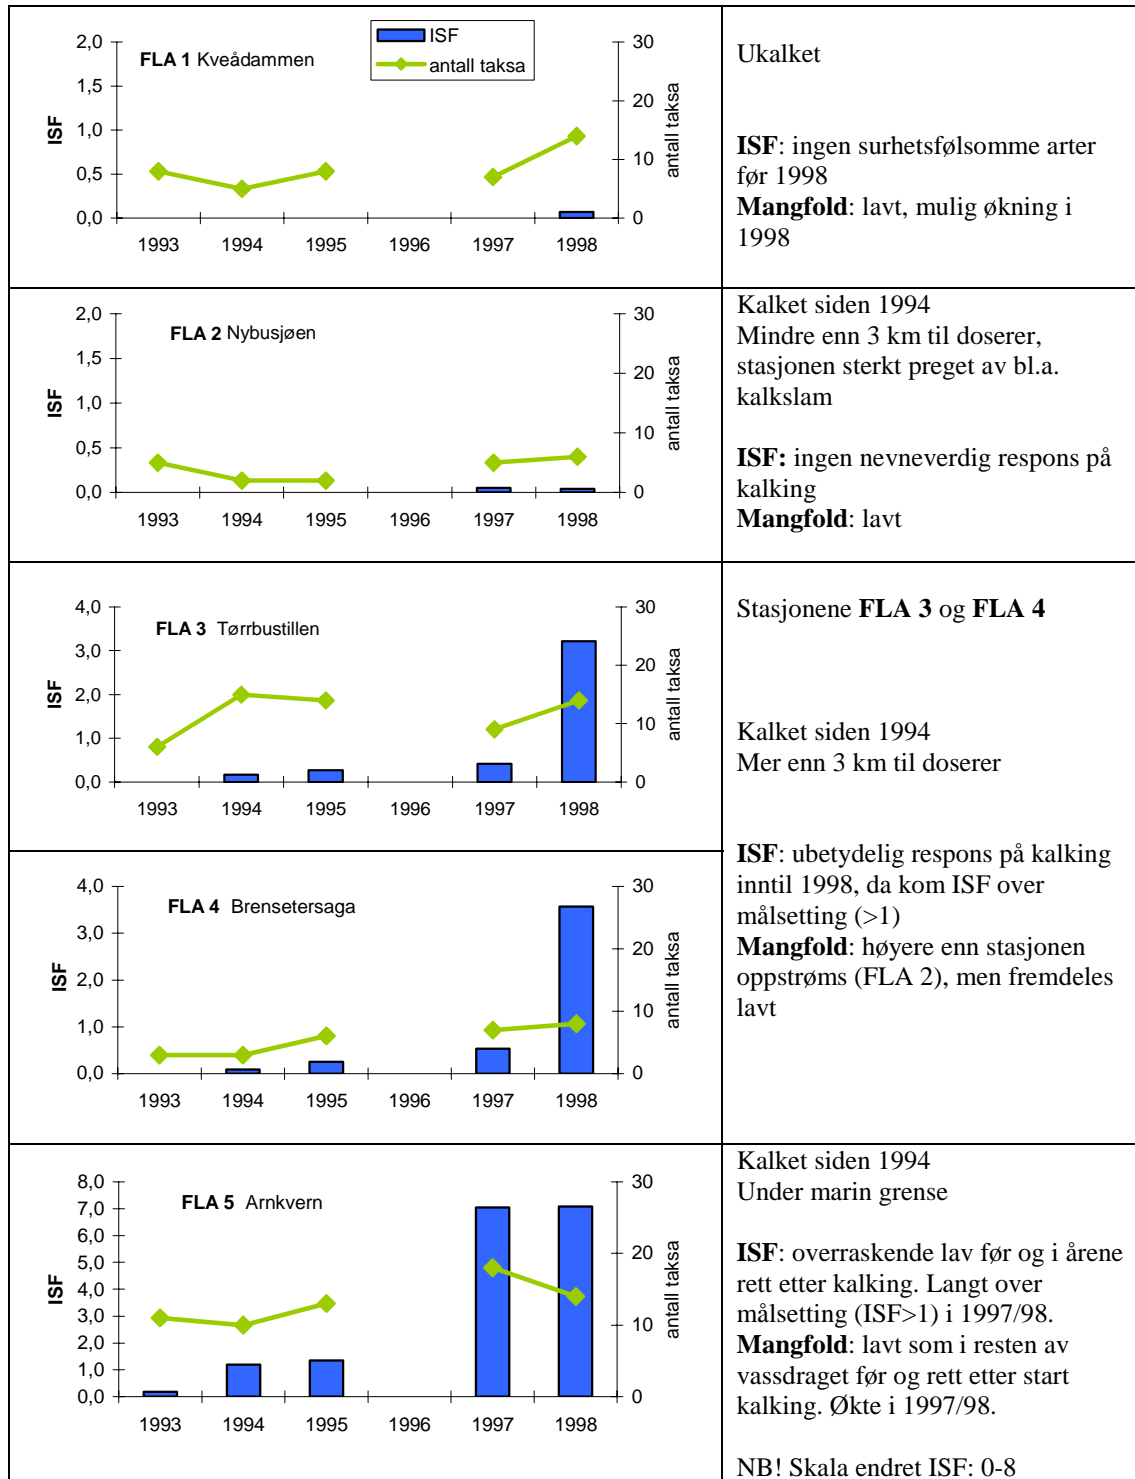 FLA 1 Kveådammen
ISF
antall taksa
2,0
1,5
1,0
0,5
0,0
ISF
30
20
10
0
antall taksa
1993 1994 1995 1996 1997 1998
Ukalket
ISF: ingen surhetsfølsomme arter
før 1998
Mangfold: lavt, mulig økning i
1998
FLA 2 Nybusjøen
2,0
1,5
1,0
0,5
0,0
ISF
30
20
10
0
antall taksa
1993 1994 1995 1996 1997 1998
Kalket siden 1994
Mindre enn 3 km til doserer,
stasjonen sterkt preget av bl.a.
kalkslam
ISF: ingen nevneverdig respons på
kalking
Mangfold: lavt
FLA 3 Tørrbustillen
4,0
3,0
2,0
1,0
0,0
ISF
30
20
10
0
antall taksa
1993 1994 1995 1996 1997 1998
Stasjonene FLA 3 og FLA 4
Kalket siden 1994
Mer enn 3 km til doserer
FLA 4 Brensetersaga
4,0
3,0
2,0
1,0
0,0
ISF
30
20
10
0
antall taksa
1993 1994 1995 1996 1997 1998
ISF: ubetydelig respons på kalking
inntil 1998, da kom ISF over
målsetting (>1)
Mangfold: høyere enn stasjonen
oppstrøms (FLA 2), men fremdeles
lavt
FLA 5 Arnkvern
8,0
7,0
6,0
5,0
4,0
3,0
2,0
1,0
0,0
ISF
30
20
10
0
antall taksa
1993 1994 1995 1996 1997 1998
Kalket siden 1994
Under marin grense
ISF: overraskende lav før og i årene
rett etter kalking. Langt over
målsetting (ISF>1) i 1997/98.
Mangfold: lavt som i resten av
vassdraget før og rett etter start
kalking. Økte i 1997/98.
NB! Skala endret ISF: 0-8